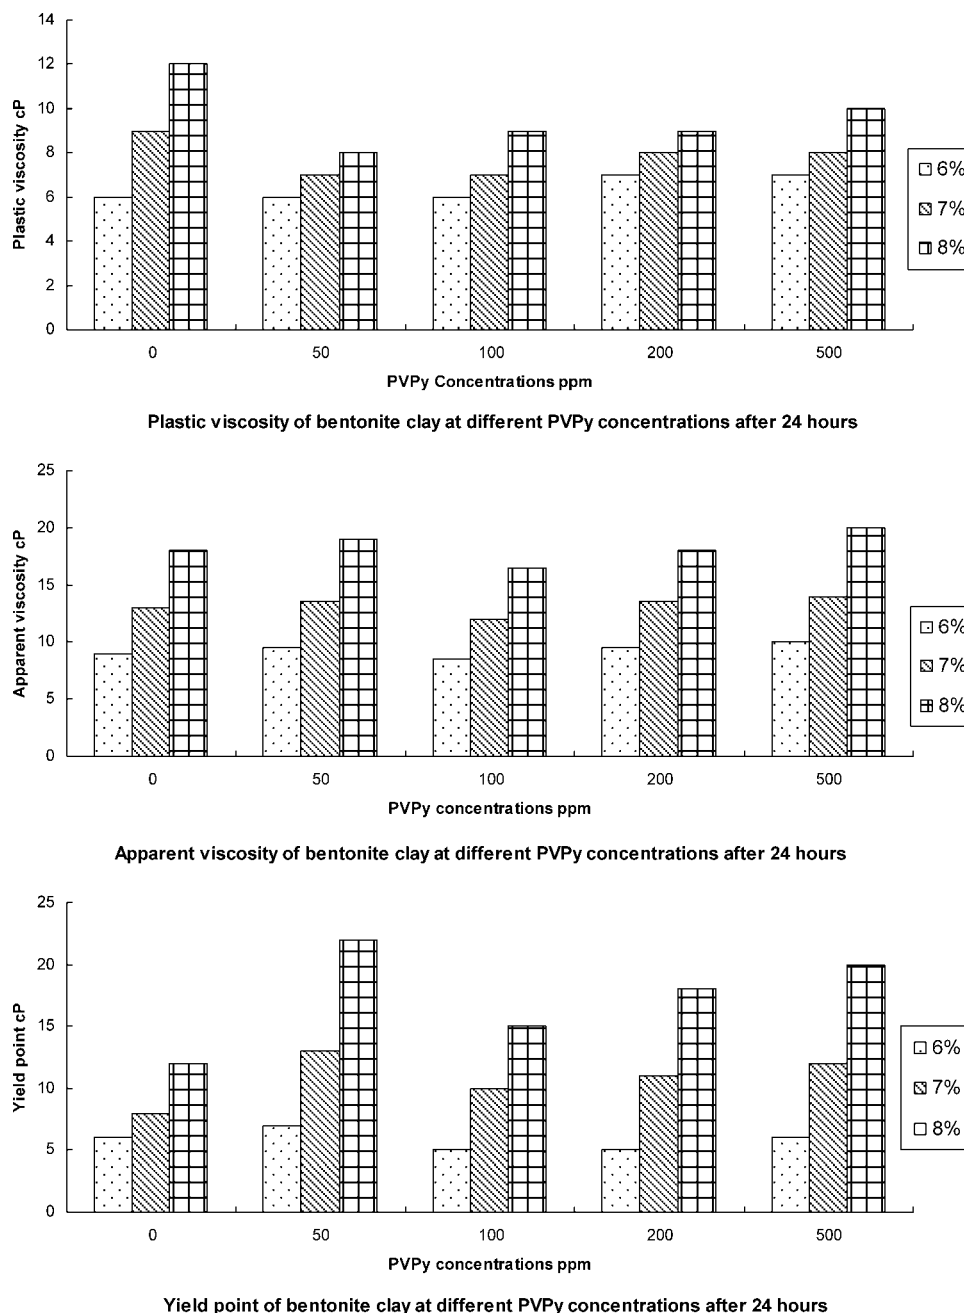 14
12
10
8
6
4
2
0
Plastic viscosity cP
0 50 100 200 500
PVPy Concentrations ppm
6%
7%
8%
Plastic viscosity of bentonite clay at different PVPy concentrations after 24 hours
25
20
15
10
5
0
Apparent viscosity cP
0 50 100 200 500
PVPy concentrations ppm
6%
7%
8%
Apparent viscosity of bentonite clay at different PVPy concentrations after 24 hours
25
20
15
10
5
0
Yield point cP
0 50 100 200 500
PVPy concentrations ppm
6%
7%
8%
Yield point of bentonite clay at different PVPy concentrations after 24 hours